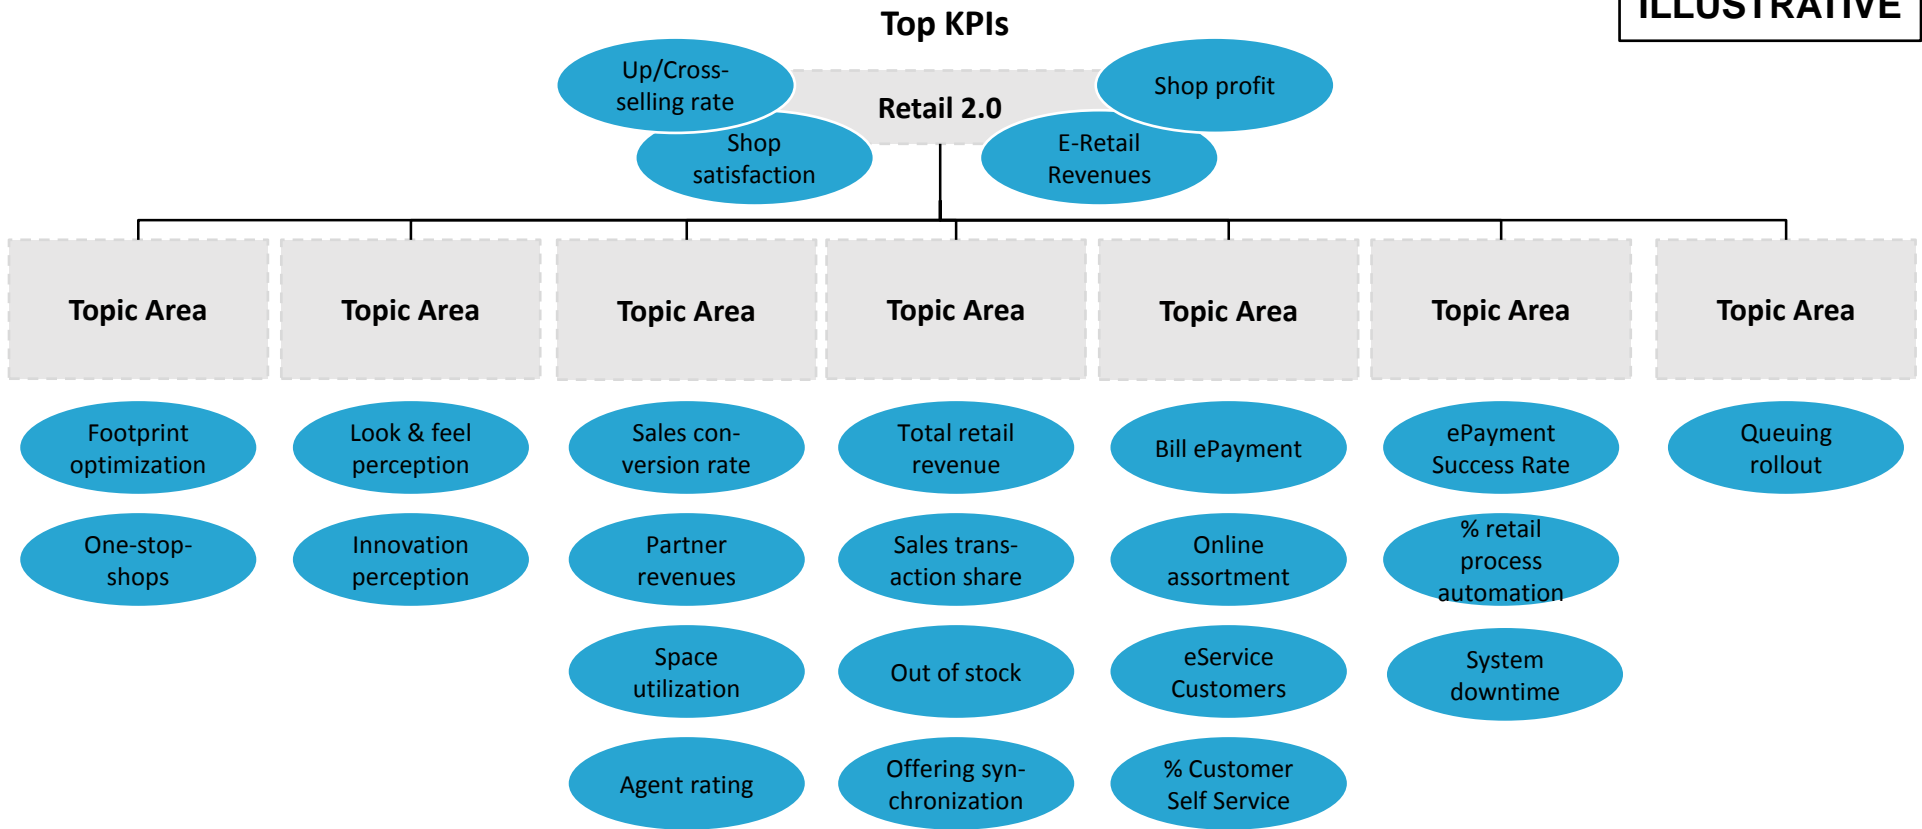 Top KPIs
ILLUSTRATIVE
Up/Cross-
selling rate
Shop profit
Retail 2.0
Shop
satisfaction
E-Retail
Revenues
Topic Area
Topic Area
Topic Area
Topic Area
Topic Area
Topic Area
Topic Area
Footprint
optimization
Look & feel
perception
Sales con-
version rate
Total retail
revenue
Bill ePayment
ePayment
Success Rate
Queuing
rollout
One-stop-
shops
Innovation
perception
Partner
revenues
Sales trans-
action share
Online
assortment
% retail
process
automation
Space
utilization
Out of stock
eService
Customers
System
downtime
Agent rating
Offering syn-
chronization
% Customer
Self Service